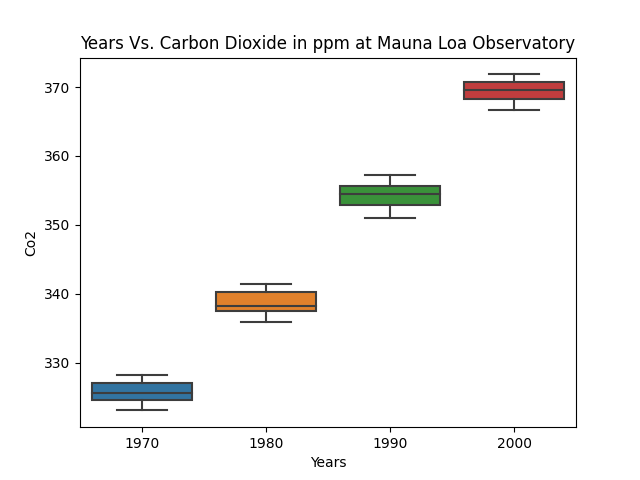 Years Vs. Carbon Dioxide in ppm at Mauna Loa Observatory
370
360
350
340
330
Co2
1970 1980 1990 2000
Years